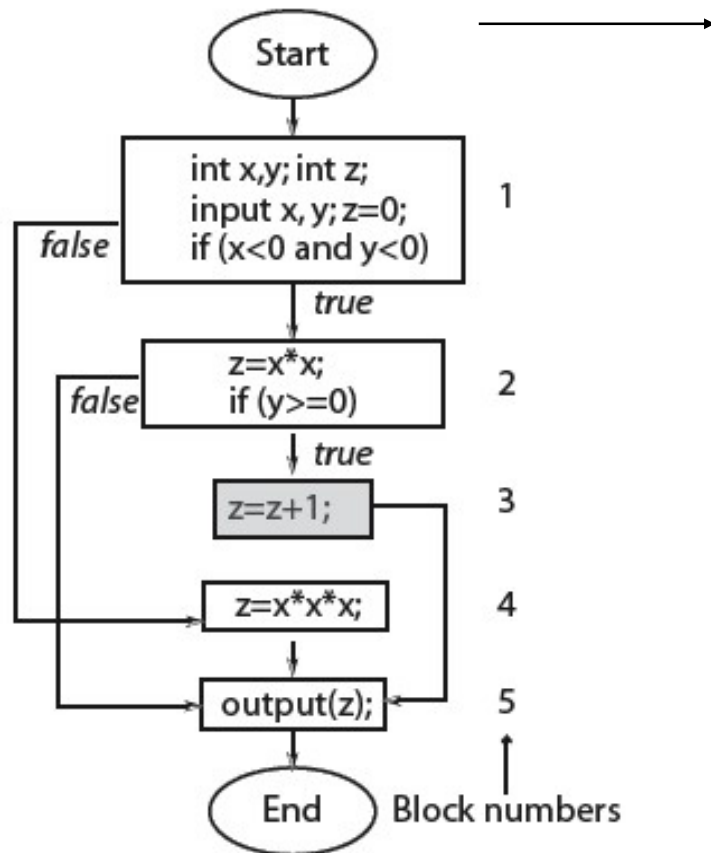 Start
int x,y; int z;
input x, y; z=0;
if (x<0 and y<0)
1
false
true
z=x*x;
if (y>=0)
2
false
true
z=z+1;
3
z=x*x*x;
4
output(z);
5
End
Block numbers